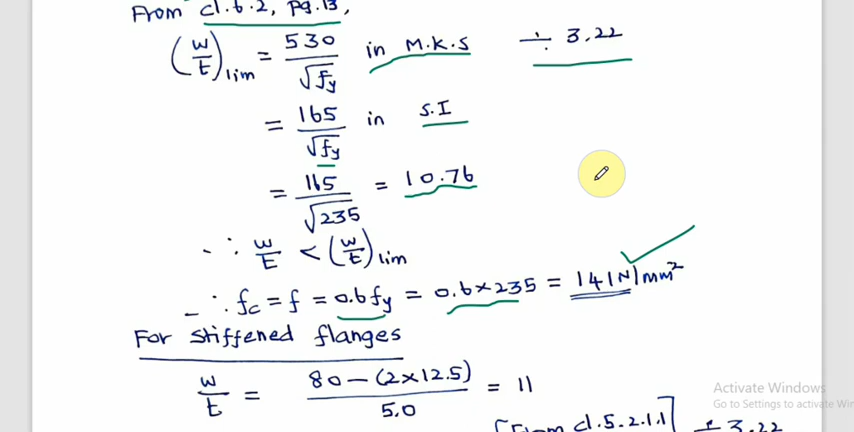 From cl.6.2, pg.13,
(w/t)lim = 530/√fy in M.K.S ÷ 3.22
= 165/√fy in S.I
= 165/√235 = 10.76
∵ w/t < (w/t)lim
∴ fc = f = 0.6fy = 0.6×235 = 141N/mm²
For stiffened flanges
w/t = 80-(2×12.5)/5.0 = 11
[From cl.5.2.1.1] ÷ 3.22
Activate Windows
Go to Settings to activate Win